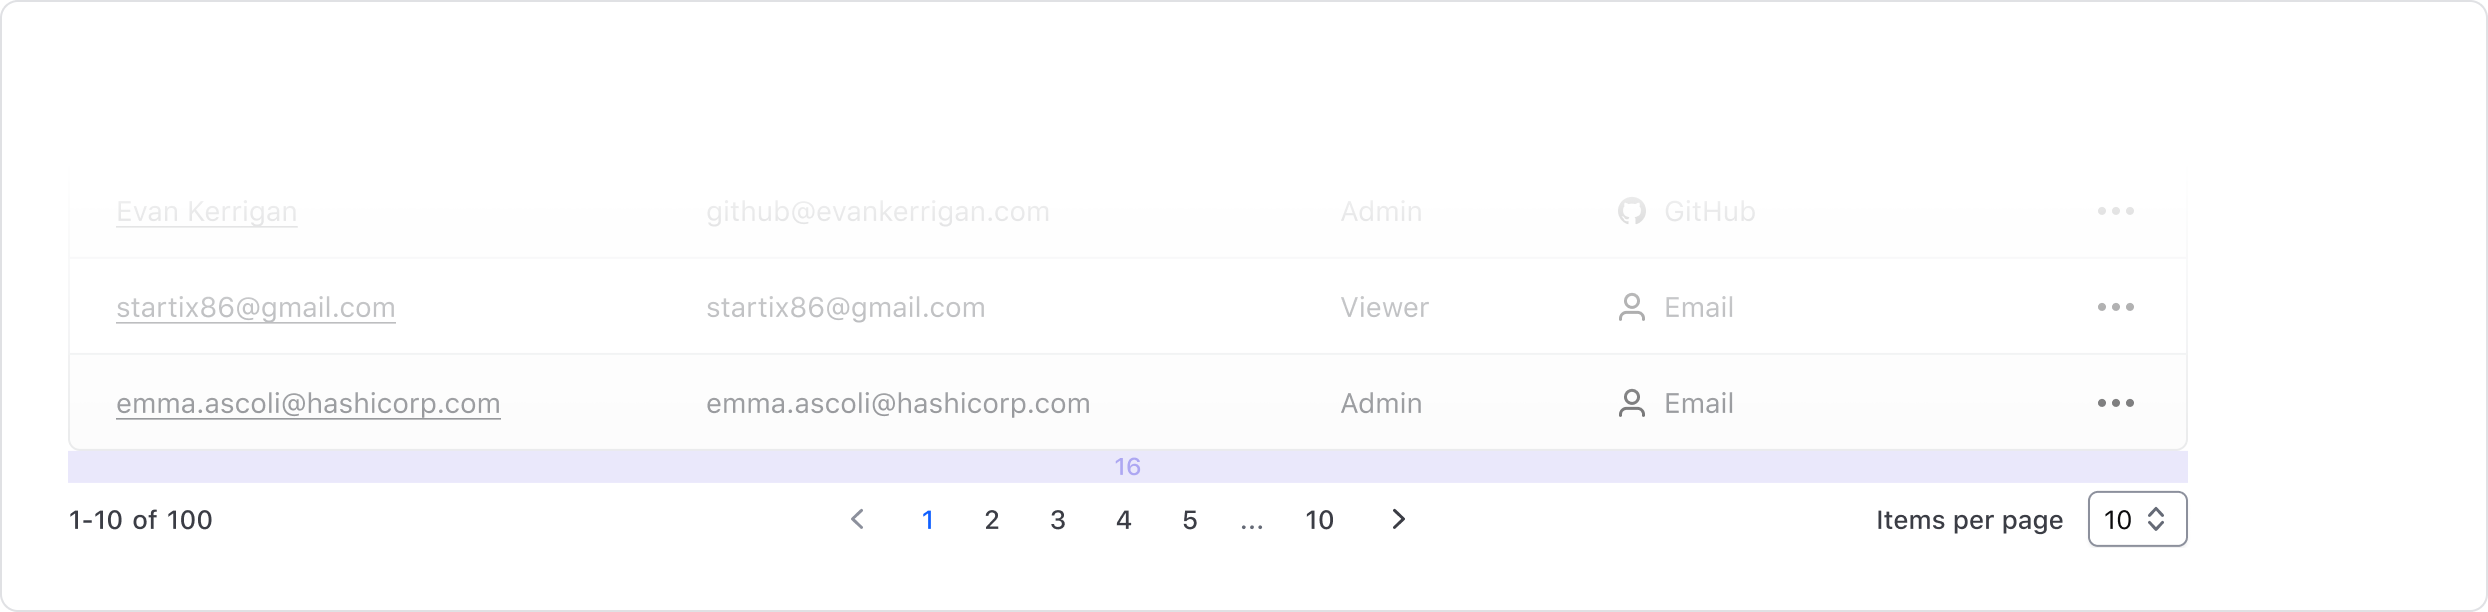 Evan Kerrigan github@evankerrigan.com Admin GitHub
startix86@gmail.com startix86@gmail.com Viewer Email
emma.ascoli@hashicorp.com emma.ascoli@hashicorp.com Admin Email
16
1-10 of 100 1 2 3 4 5 ... 10 Items per page 10